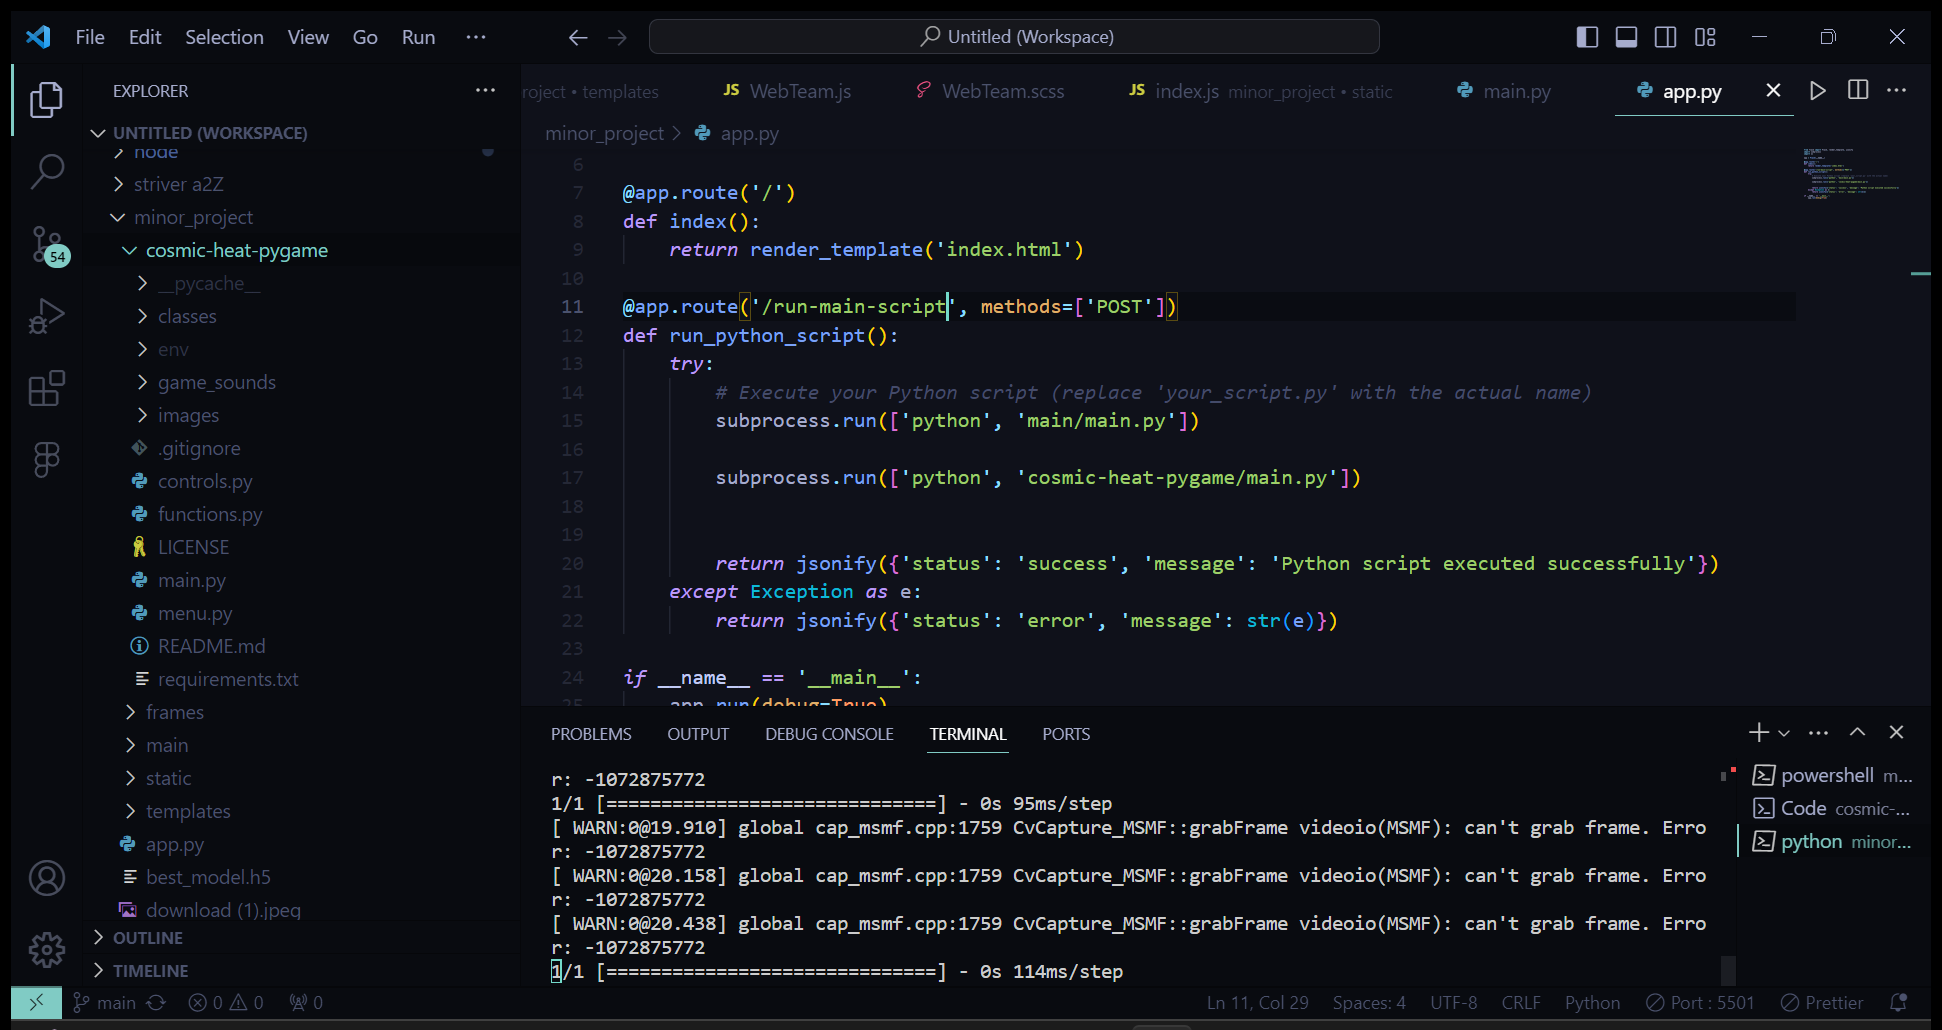 File Edit Selection View Go Run ··· Untitled (Workspace)
EXPLORER ···
UNTITLED (WORKSPACE)
node
striver a2Z
minor_project
cosmic-heat-pygame
__pycache__
classes
env
game_sounds
images
.gitignore
controls.py
functions.py
LICENSE
main.py
menu.py
README.md
requirements.txt
frames
main
static
templates
app.py
best_model.h5
download (1).jpeg
OUTLINE
TIMELINE
54
roject • templates JS WebTeam.js WebTeam.scss JS index.js minor_project • static main.py app.py
minor_project > app.py
6
7 @app.route('/')
8 def index():
9 return render_template('index.html')
10
11 @app.route('/run-main-script', methods=['POST'])
12 def run_python_script():
13 try:
14 # Execute your Python script (replace 'your_script.py' with the actual name)
15 subprocess.run(['python', 'main/main.py'])
16
17 subprocess.run(['python', 'cosmic-heat-pygame/main.py'])
18
19
20 return jsonify({'status': 'success', 'message': 'Python script executed successfully'})
21 except Exception as e:
22 return jsonify({'status': 'error', 'message': str(e)})
23
24 if __name__ == '__main__':
25 app.run(debug=True)
PROBLEMS OUTPUT DEBUG CONSOLE TERMINAL PORTS
r: -1072875772
1/1 [==============================] - 0s 95ms/step
[ WARN:0@19.910] global cap_msmf.cpp:1759 CvCapture_MSMF::grabFrame videoio(MSMF): can't grab frame. Erro
r: -1072875772
[ WARN:0@20.158] global cap_msmf.cpp:1759 CvCapture_MSMF::grabFrame videoio(MSMF): can't grab frame. Erro
r: -1072875772
[ WARN:0@20.438] global cap_msmf.cpp:1759 CvCapture_MSMF::grabFrame videoio(MSMF): can't grab frame. Erro
r: -1072875772
1/1 [==============================] - 0s 114ms/step
powershell m...
Code cosmic-...
python minor...
main 0 0 0 Ln 11, Col 29 Spaces: 4 UTF-8 CRLF Python Port : 5501 Prettier